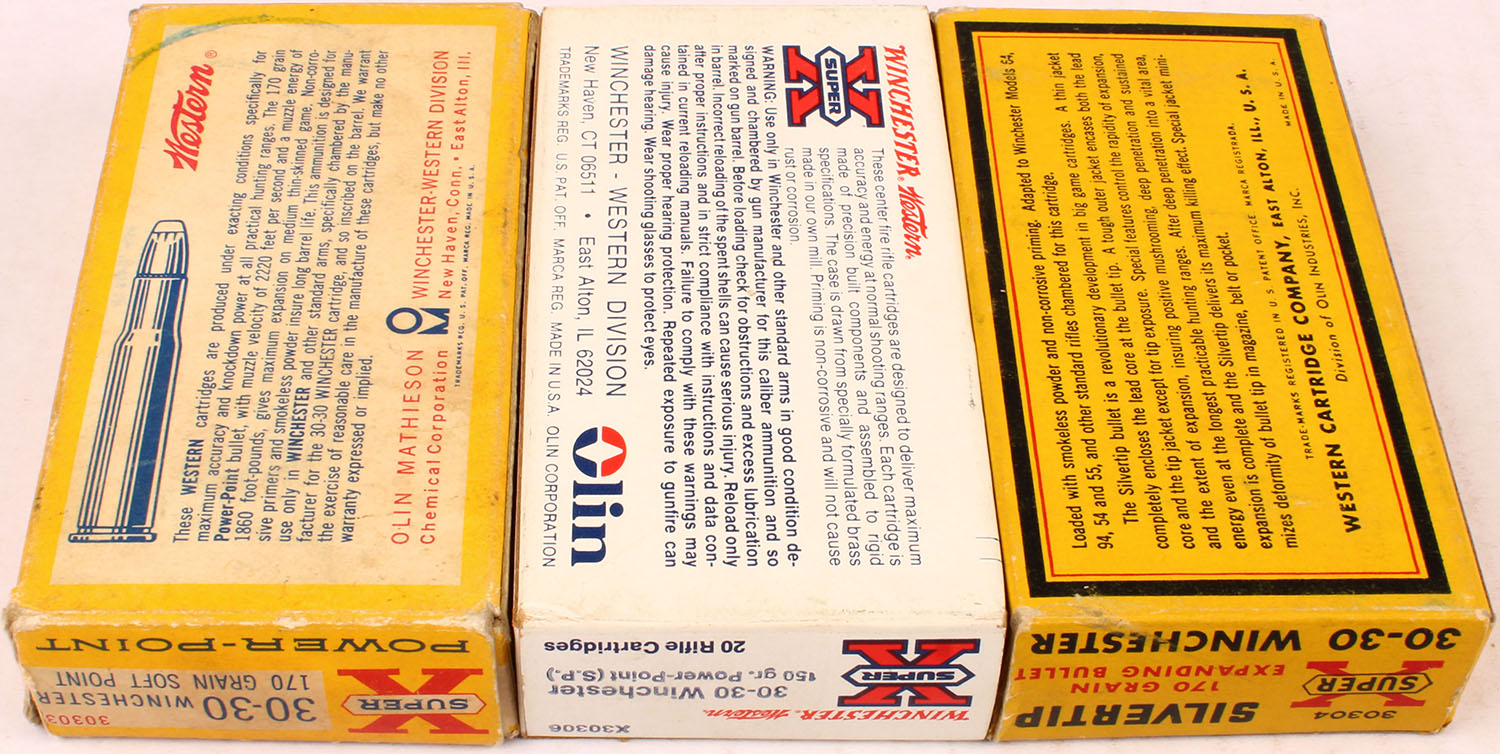 Western®
These WESTERN cartridges are produced under exacting conditions specifically for
maximum accuracy and knockdown power at all practical hunting ranges. The 170 grain
Power-Point bullet, with muzzle velocity of 2220 feet per second and a muzzle energy of
1860 foot-pounds, gives maximum expansion on medium thin-skinned game. Non-corro-
sive primers and smokeless powder insure long barrel life. This ammunition is designed for
use only in WINCHESTER and other standard arms, specifically chambered by the manu-
facturer for the 30-30 WINCHESTER cartridge, and so inscribed on the barrel. We warrant
the exercise of reasonable care in the manufacture of these cartridges, but make no other
warranty expressed or implied.
OLIN MATHIESON
Chemical Corporation
WINCHESTER-WESTERN DIVISION
New Haven, Conn. • East Alton, Ill.
TRADEMARKS REG. U.S. PAT. OFF. MARCA REG. MADE IN U.S.A.
POWER-POINT
30-30 WINCHESTER
170 GRAIN SOFT POINT
30303
SUPER X
WINCHESTER® Western®
SUPER X
These center fire rifle cartridges are designed to deliver maximum
accuracy and energy at normal shooting ranges. Each cartridge is
made of precision built components and assembled to rigid
specifications. The case is drawn from specially formulated brass
made in our own mill. Priming is non-corrosive and will not cause
rust or corrosion.
WARNING: Use only in Winchester and other standard arms in good condition de-
signed and chambered by gun manufacturer for this caliber ammunition and so
marked on gun barrel. Before loading check for obstructions and excess lubrication
in barrel. Incorrect reloading of the spent shells can cause serious injury. Reload only
after proper instructions and in strict compliance with instructions and data con-
tained in current reloading manuals. Failure to comply with these warnings may
cause injury. Wear proper hearing protection. Repeated exposure to gunfire can
damage hearing. Wear shooting glasses to protect eyes.
WINCHESTER - WESTERN DIVISION
New Haven, CT 06511 • East Alton, IL 62024
TRADEMARKS REG. U.S. PAT. OFF. MARCA REG. MADE IN U.S.A. OLIN CORPORATION
Olin
20 Rifle Cartridges
150 gr. Power-Point (S.P.)
30-30 Winchester
X30306
SUPER X
WINCHESTER® Western®
Loaded with smokeless powder and non-corrosive priming. Adapted to Winchester Models 64,
94, 54 and 55, and other standard rifles chambered for this cartridge.
The Silvertip bullet is a revolutionary development in big game cartridges. A thin jacket
completely encloses the lead core at the bullet tip. A tough outer jacket encases both the lead
core and the tip jacket except for tip exposure. Special features control the rapidity of expansion,
and the extent of expansion, insuring positive mushrooming, deep penetration and sustained
energy even at the longest practicable hunting ranges. After deep penetration into a vital area,
expansion is complete and the Silvertip delivers its maximum killing effect. Special jacket mini-
mizes deformity of bullet tip in magazine, belt or pocket.
TRADE-MARKS REGISTERED IN U. S. PATENT OFFICE MARCA REGISTRADA. MADE IN U.S.A.
WESTERN CARTRIDGE COMPANY, EAST ALTON, ILL., U. S. A.
Division of OLIN INDUSTRIES, INC.
30-30 WINCHESTER
170 GRAIN
EXPANDING BULLET
SILVERTIP
SUPER X
30304